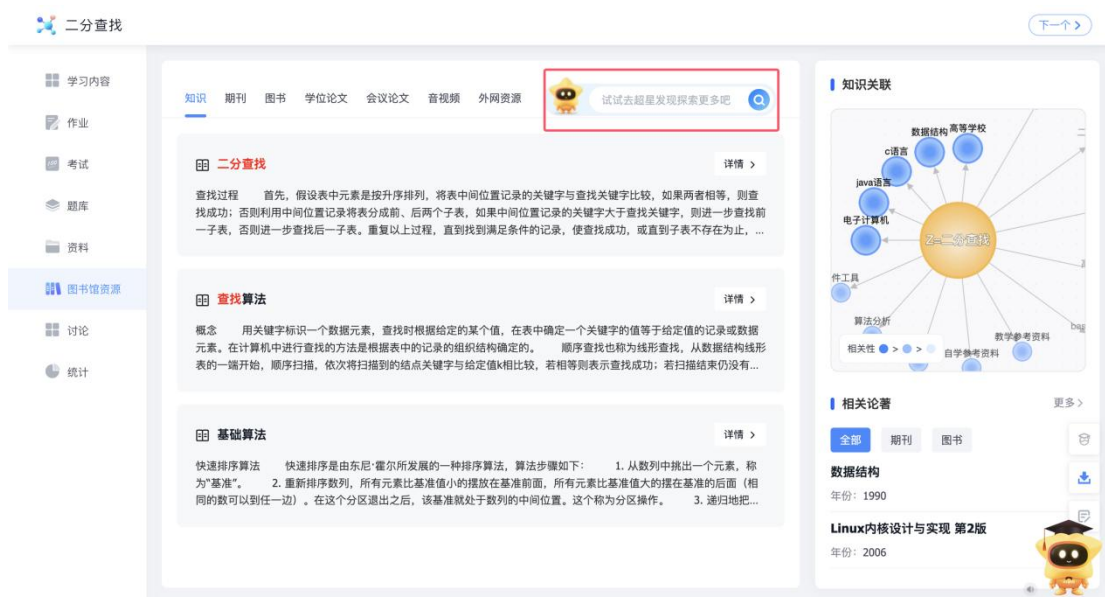 二分查找
下一个 >
学习内容
作业
考试
题库
资料
图书馆资源
讨论
统计
知识 期刊 图书 学位论文 会议论文 音视频 外网资源
试试去超星发现探索更多吧
二分查找
详情 >
查找过程 首先，假设表中元素是按升序排列，将表中间位置记录的关键字与查找关键字比较，如果两者相等，则查
找成功；否则利用中间位置记录将表分成前、后两个子表，如果中间位置记录的关键字大于查找关键字，则进一步查找前
一子表，否则进一步查找后一子表。重复以上过程，直到找到满足条件的记录，使查找成功，或直到子表不存在为止，...
查找算法
详情 >
概念 用关键字标识一个数据元素，查找时根据给定的某个值，在表中确定一个关键字的值等于给定值的记录或数据
元素。在计算机中进行查找的方法是根据表中的记录的组织结构确定的。 顺序查找也称为线形查找，从数据结构线形
表的一端开始，顺序扫描，依次将扫描到的结点关键字与给定值k相比较，若相等则表示查找成功；若扫描结束仍没有...
基础算法
详情 >
快速排序算法 快速排序是由东尼·霍尔所发展的一种排序算法，算法步骤如下： 1. 从数列中挑出一个元素，称
为“基准”。 2. 重新排序数列，所有元素比基准值小的摆放在基准前面，所有元素比基准值大的摆在基准的后面（相
同的数可以到任一边）。在这个分区退出之后，该基准就处于数列的中间位置。这个称为分区操作。 3. 递归地把...
知识关联
数据结构
高等学校
c语言
java语言
电子计算机
Z=二分查找
件工具
算法分析
教学参考资料
bas
自学参考资料
相关性 > >
相关论著
更多 >
全部 期刊 图书
数据结构
年份：1990
Linux内核设计与实现 第2版
年份：2006